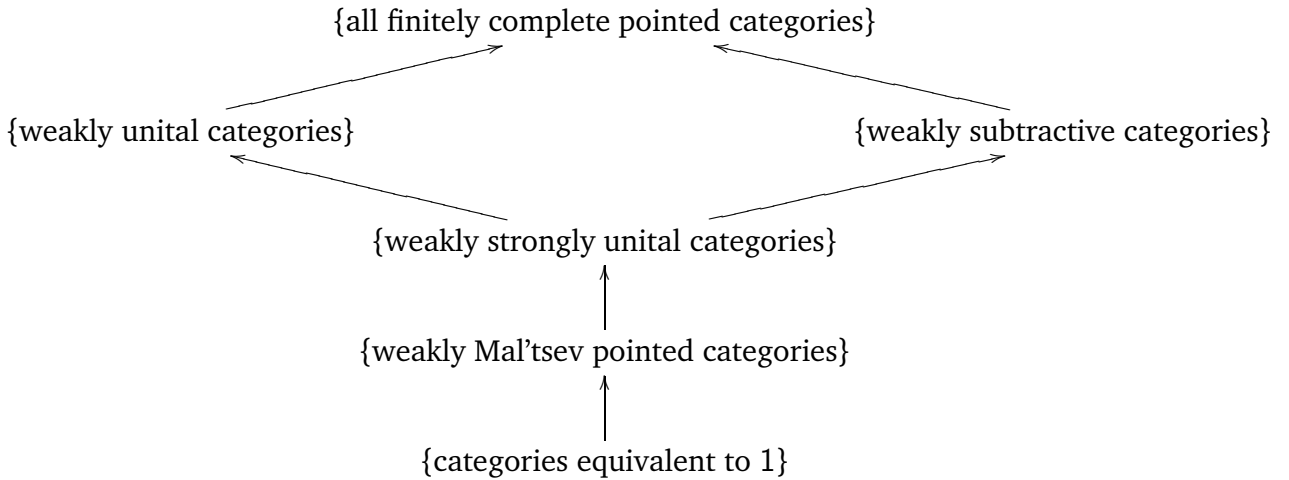 {all finitely complete pointed categories}
{weakly unital categories} {weakly subtractive categories}
{weakly strongly unital categories}
{weakly Mal’tsev pointed categories}
{categories equivalent to 1}